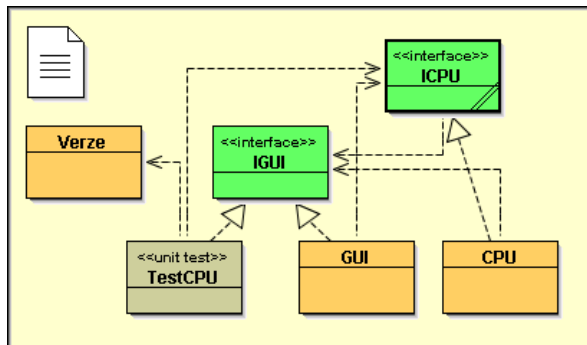 <<interface>>
ICPU
Verze
<<interface>>
IGUI
<<unit test>>
TestCPU
GUI
CPU